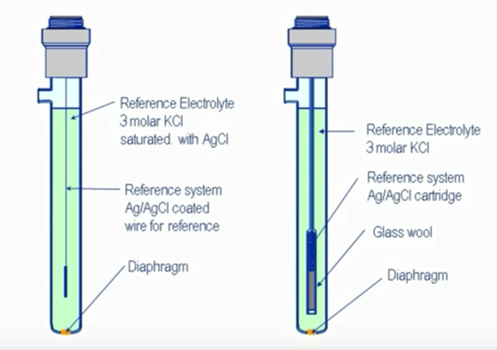 Reference Electrolyte
3 molar KCl
saturated. with AgCl
Reference system
Ag/AgCl coated
wire for reference
Diaphragm
Reference Electrolyte
3 molar KCl
Reference system
Ag/AgCl cartridge
Glass wool
Diaphragm